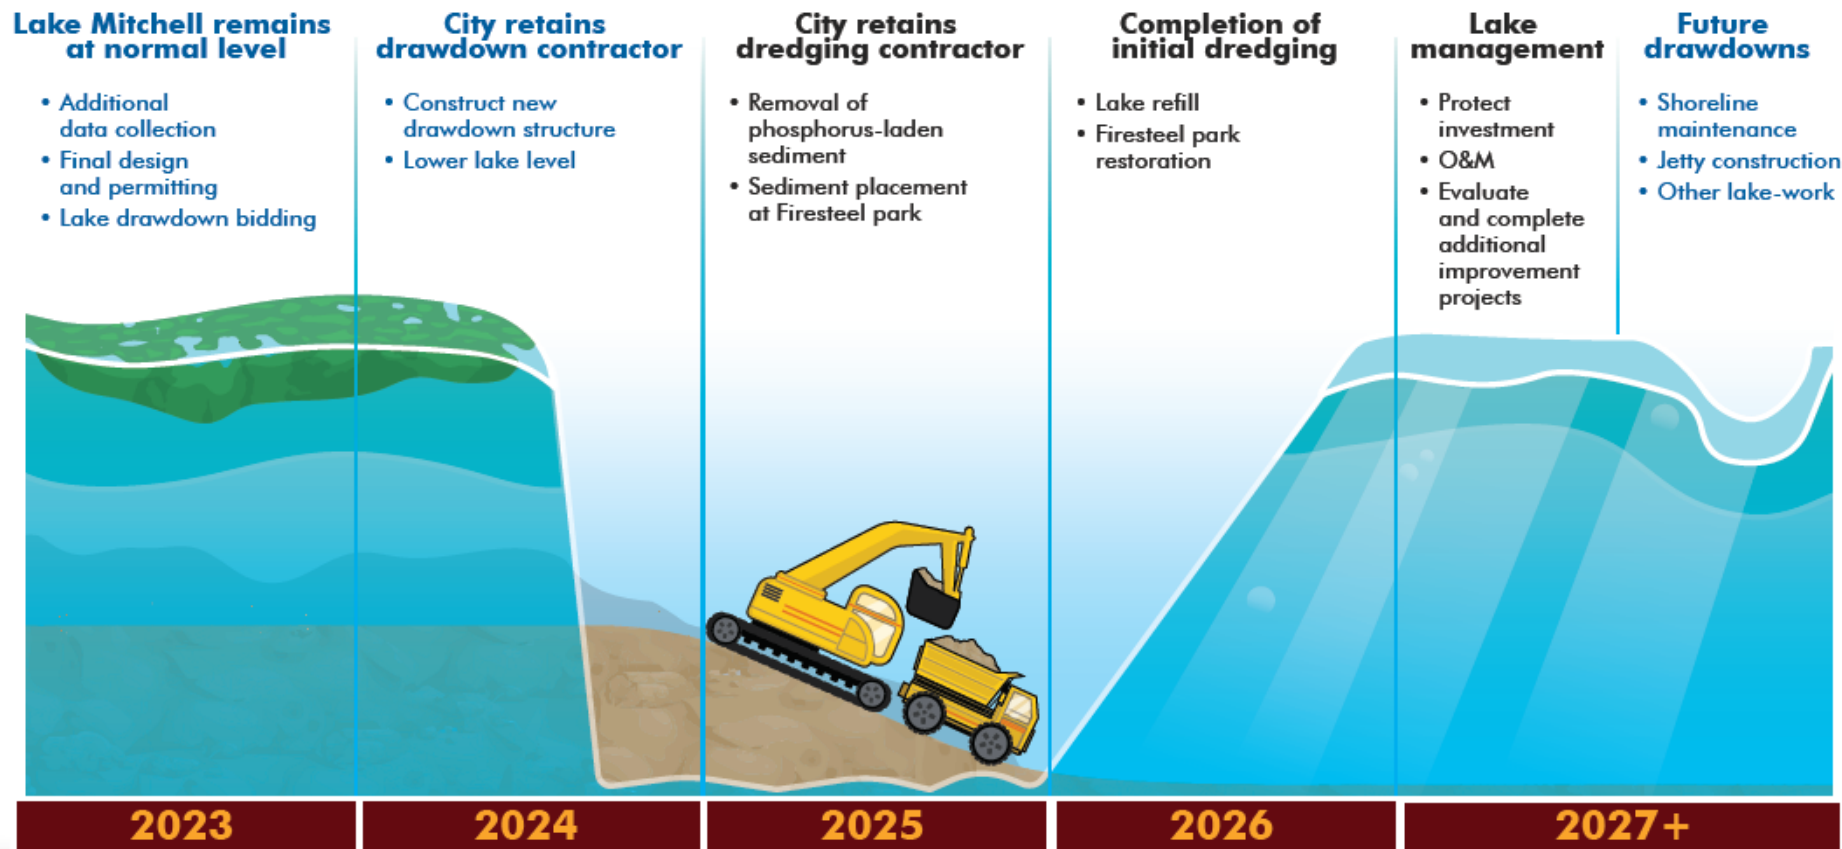 Lake Mitchell remains
at normal level
• Additional
data collection
• Final design
and permitting
• Lake drawdown bidding
City retains
drawdown contractor
• Construct new
drawdown structure
• Lower lake level
City retains
dredging contractor
• Removal of
phosphorus-laden
sediment
• Sediment placement
at Firesteel park
Completion of
initial dredging
• Lake refill
• Firesteel park
restoration
Lake
management
• Protect
investment
• O&M
• Evaluate
and complete
additional
improvement
projects
Future
drawdowns
• Shoreline
maintenance
• Jetty construction
• Other lake-work
2023
2024
2025
2026
2027+